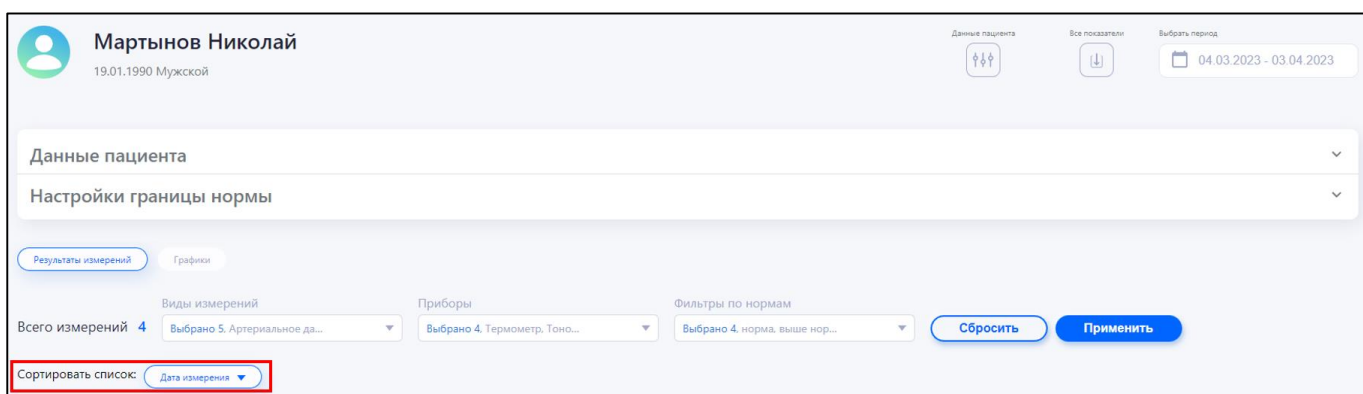 Мартынов Николай
19.01.1990 Мужской
Данные пациента
Все показатели
Выбрать период
04.03.2023 - 03.04.2023
Данные пациента
Настройки границы нормы
Результаты измерений
Графики
Всего измерений 4
Виды измерений
Выбрано 5. Артериальное да...
Приборы
Выбрано 4. Термометр, Тоно...
Фильтры по нормам
Выбрано 4. норма, выше нор...
Сбросить
Применить
Сортировать список:
Дата измерения